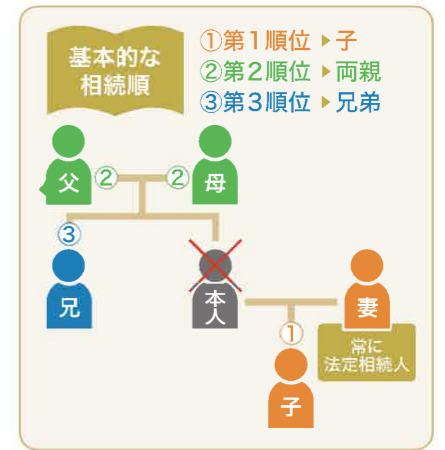 基本的な
相続順
①第1順位▶子
②第2順位▶両親
③第3順位▶兄弟
父
②
②
母
③
兄
本人
妻
①
常に
法定相続人
子